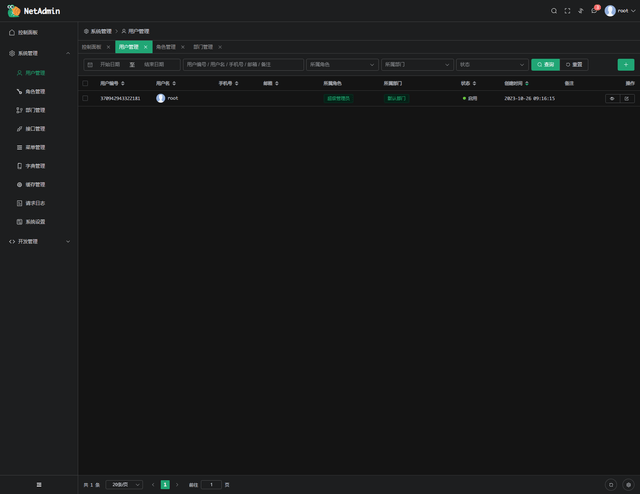 NetAdmin
root
控制面板
系统管理
用户管理
角色管理
部门管理
接口管理
菜单管理
字典管理
缓存管理
请求日志
系统设置
开发管理
系统管理 > 用户管理
控制面板 用户管理 角色管理 部门管理
开始日期 至 结束日期 用户编号 / 用户名 / 手机号 / 邮箱 / 备注 所属角色 所属部门 状态 查询 重置
用户编号 用户名 手机号 邮箱 所属角色 所属部门 状态 创建时间 备注 操作
370942943322181 root 超级管理员 默认部门 启用 2023-10-26 09:16:15
共 1 条 20条/页 1 前往 1 页